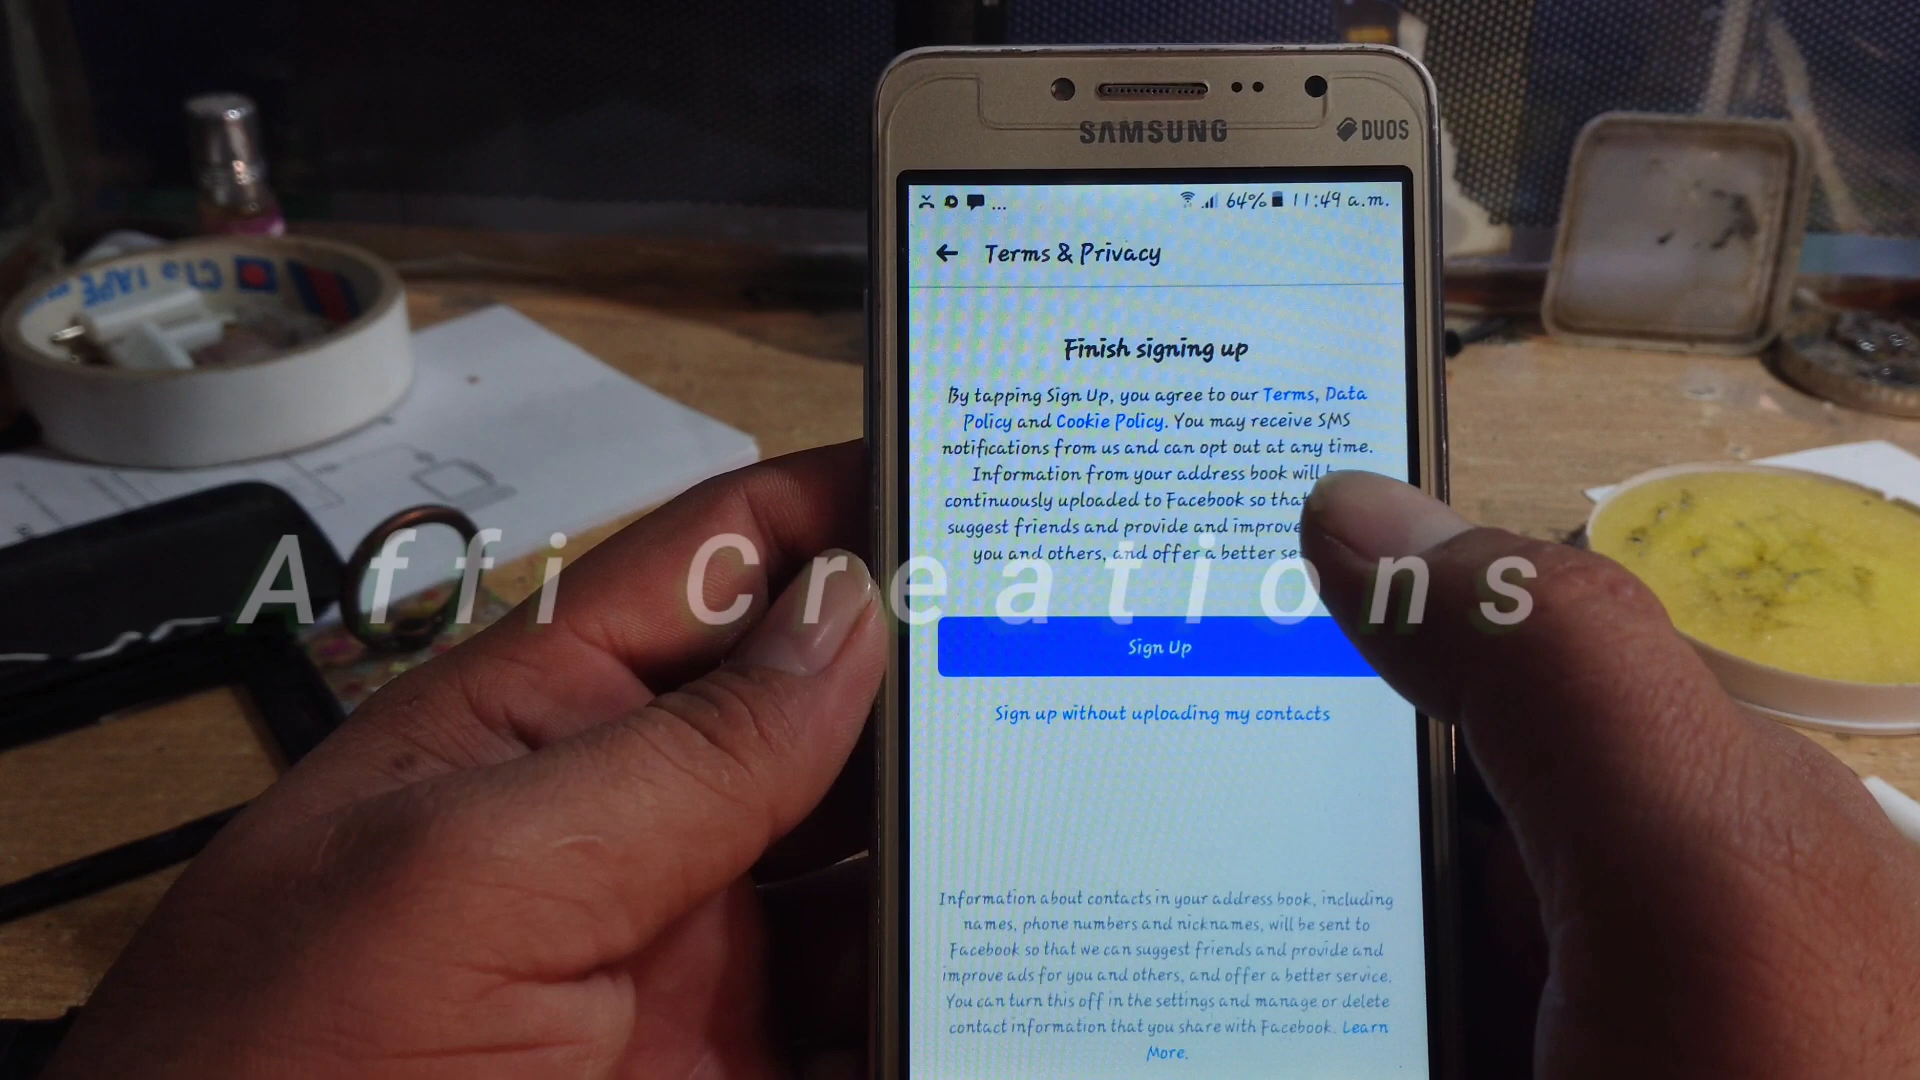 SAMSUNG
DUOS
... 64% 11:49 a.m.
Terms & Privacy
Finish signing up
By tapping Sign Up, you agree to our Terms, Data
Policy and Cookie Policy. You may receive SMS
notifications from us and can opt out at any time.
Information from your address book will
continuously uploaded to Facebook so that
suggest friends and provide and improve
you and others, and offer a better
Affi Creations
Sign Up
Sign up without uploading my contacts
Information about contacts in your address book, including
names, phone numbers and nicknames, will be sent to
Facebook so that we can suggest friends and provide and
improve ads for you and others, and offer a better service.
You can turn this off in the settings and manage or delete
contact information that you share with Facebook. Learn
More.
TAPE